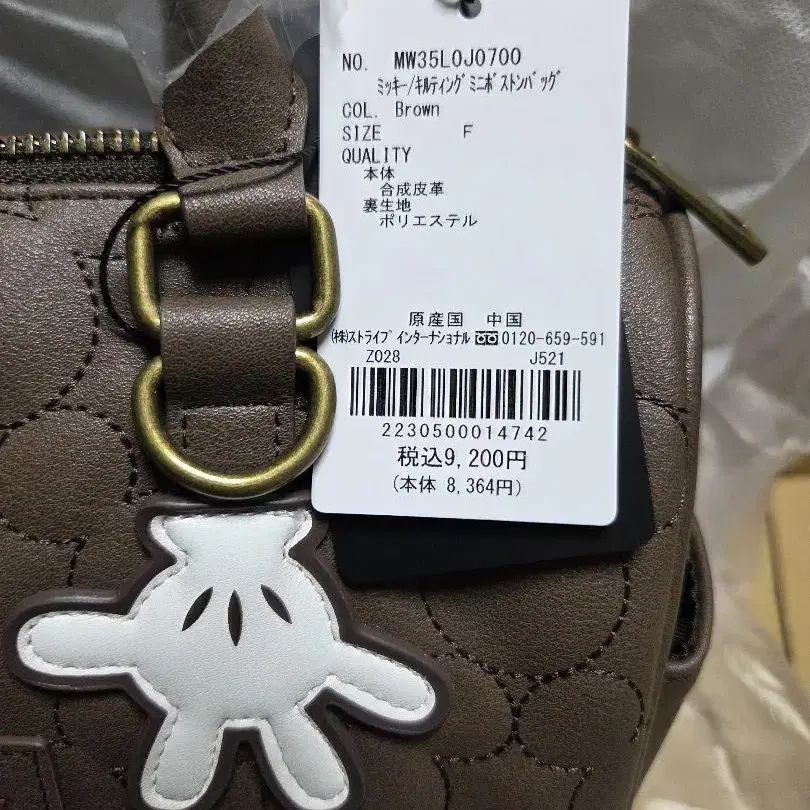 NO. MW35L0J0700
ミッキー/キルティングミニボストンバッグ
COL. Brown
SIZE F
QUALITY
本体
合成皮革
裏生地
ポリエステル
原産国 中国
(株)ストライプインターナショナル 0120-659-591
Z028 J521
2230500014742
税込9,200円
(本体 8,364円)